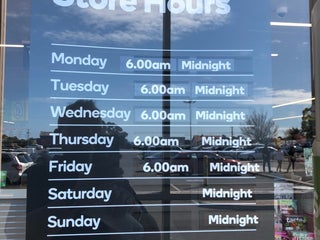 Store Hours
Monday 6.00am Midnight
Tuesday 6.00am Midnight
Wednesday 6.00am Midnight
Thursday 6.00am Midnight
Friday 6.00am Midnight
Saturday Midnight
Sunday Midnight